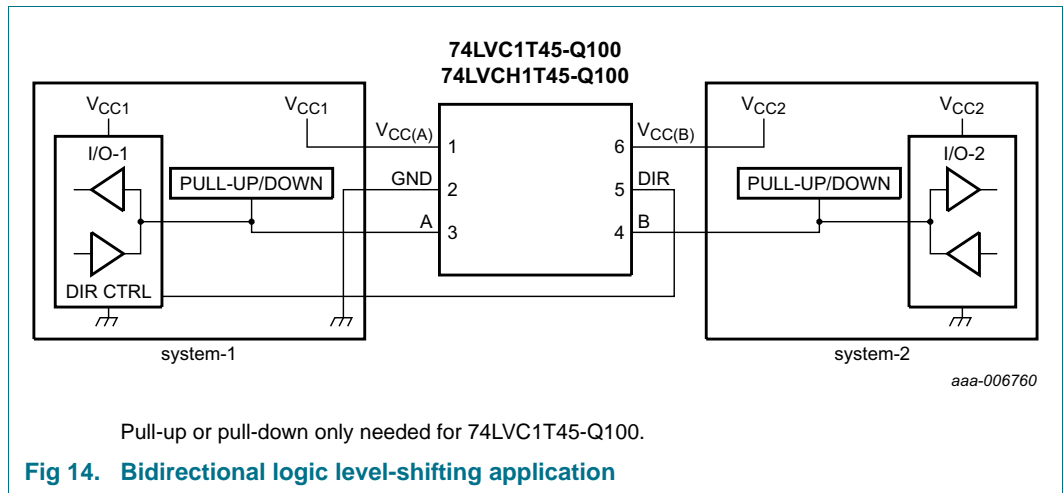 74LVC1T45-Q100
74LVCH1T45-Q100
VCC1
VCC1
I/O-1
PULL-UP/DOWN
DIR CTRL
system-1
VCC(A)
1
GND
2
A
3
6
VCC(B)
5
DIR
4
B
VCC2
VCC2
I/O-2
PULL-UP/DOWN
system-2
aaa-006760
Pull-up or pull-down only needed for 74LVC1T45-Q100.
Fig 14. Bidirectional logic level-shifting application